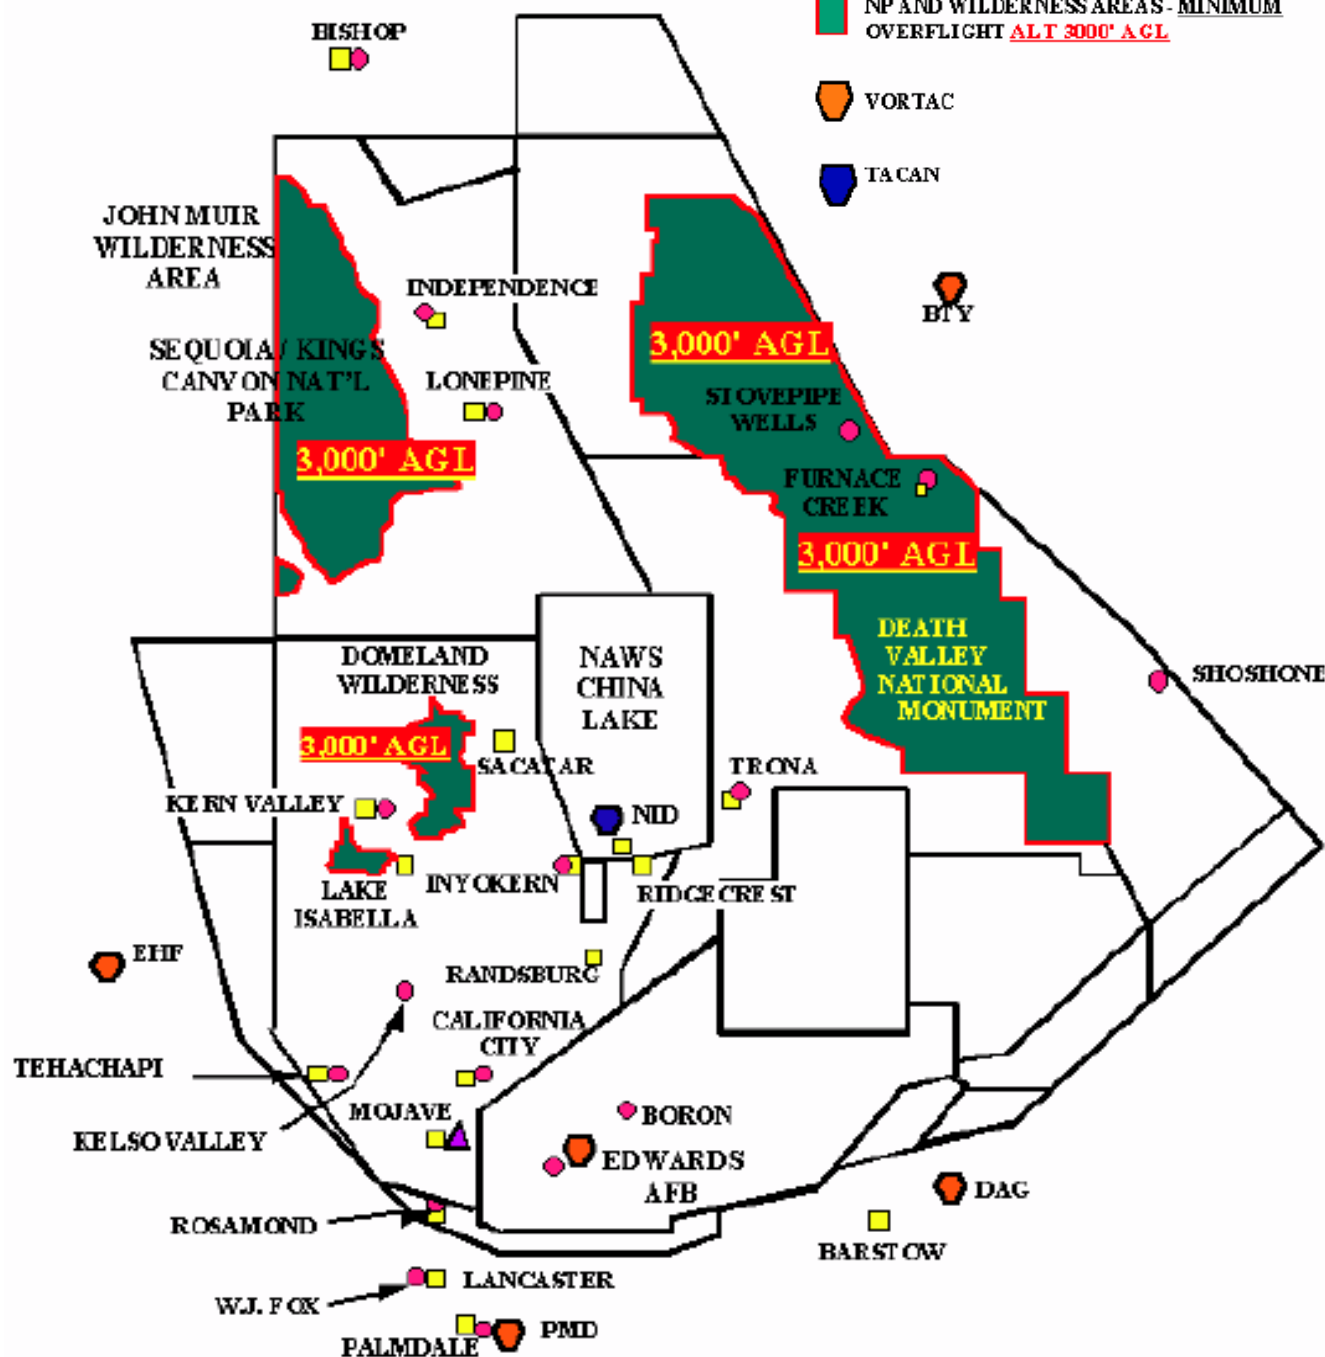 NP AND WILDERNESS AREAS - MINIMUM
OVERFLIGHT ALT 3000' AGL
BISHOP
VORTAC
TACAN
JOHN MUIR
WILDERNESS
AREA
INDEPENDENCE
BTY
SEQUOIA / KINGS
CANYON NAT'L
PARK
3,000' AGL
LONEPINE
STOVEPIPE
WELLS
3,000' AGL
FURNACE
CREEK
3,000' AGL
DEATH
VALLEY
NATIONAL
MONUMENT
DOMELAND
WILDERNESS
NAWS
CHINA
LAKE
SHOSHONE
3,000' AGL
SACATAR
TRONA
KERN VALLEY
NID
LAKE
ISABELLA
INYOKERN
RIDGECREST
EHF
RANDSBURG
CALIFORNIA
CITY
TEHACHAPI
MOJAVE
BORON
KELSO VALLEY
EDWARDS
AFB
DAG
ROSAMOND
BARSTOW
LANCASTER
W.J. FOX
PALMDALE
PMD